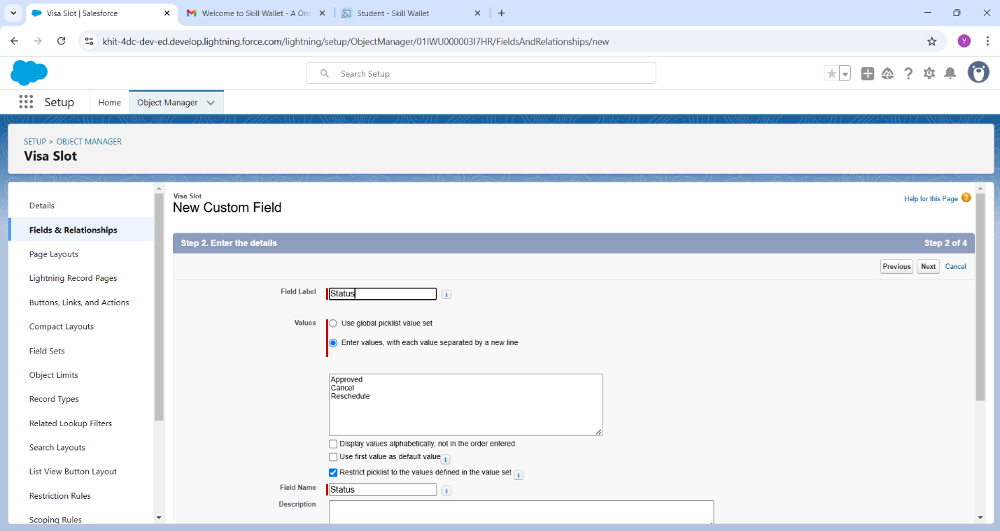 Visa Slot | Salesforce
Welcome to Skill Wallet - A One
Student - Skill Wallet
khit-4dc-dev-ed.develop.lightning.force.com/lightning/setup/ObjectManager/01IWU000003I7HR/FieldsAndRelationships/new
Y
Search Setup
Setup
Home
Object Manager
SETUP > OBJECT MANAGER
Visa Slot
Details
Fields & Relationships
Page Layouts
Lightning Record Pages
Buttons, Links, and Actions
Compact Layouts
Field Sets
Object Limits
Record Types
Related Lookup Filters
Search Layouts
List View Button Layout
Restriction Rules
Scoping Rules
Visa Slot
New Custom Field
Help for this Page
Step 2. Enter the details
Step 2 of 4
Previous Next Cancel
Field Label Status
Values
Use global picklist value set
Enter values, with each value separated by a new line
Approved
Cancel
Reschedule
Display values alphabetically, not in the order entered
Use first value as default value
Restrict picklist to the values defined in the value set
Field Name Status
Description